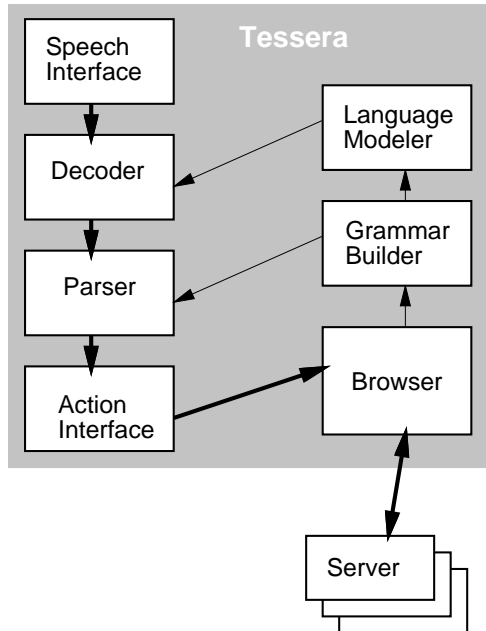 Tessera
Speech
Interface
Decoder
Parser
Action
Interface
Language
Modeler
Grammar
Builder
Browser
Server